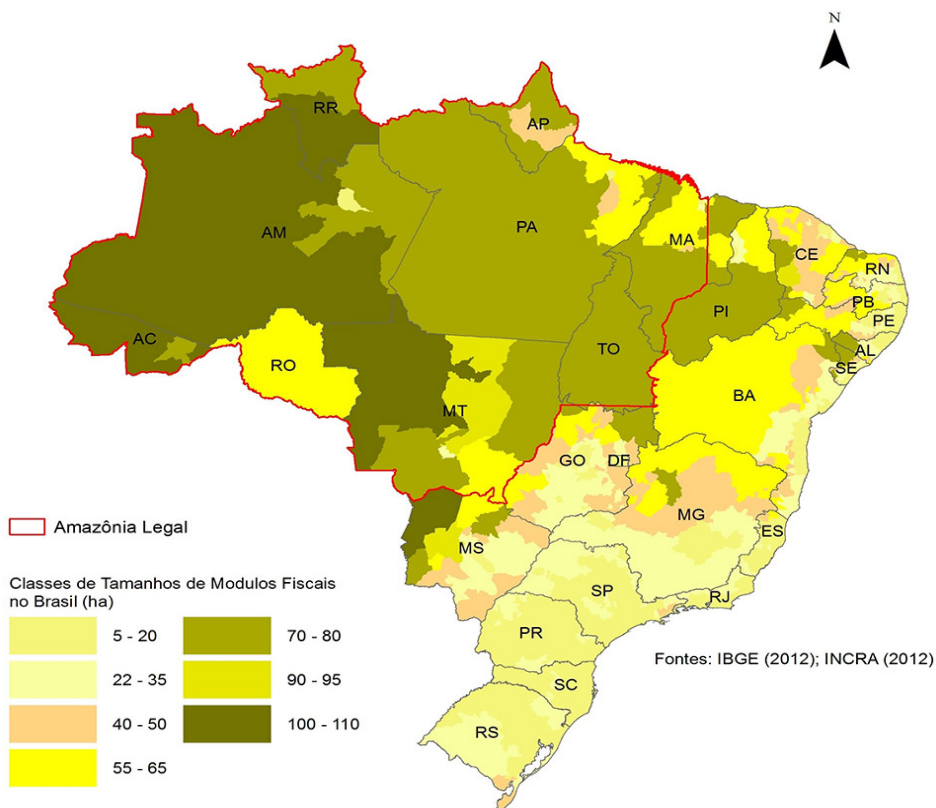 N
RR
AP
AM
PA
MA
CE
RN
PB
PE
PI
AC
TO
AL
SE
RO
BA
MT
GO
DF
MG
MS
ES
SP
RJ
PR
SC
RS
Amazônia Legal
Classes de Tamanhos de Modulos Fiscais
no Brasil (ha)
5 - 20
70 - 80
22 - 35
90 - 95
40 - 50
100 - 110
55 - 65
Fontes: IBGE (2012); INCRA (2012)